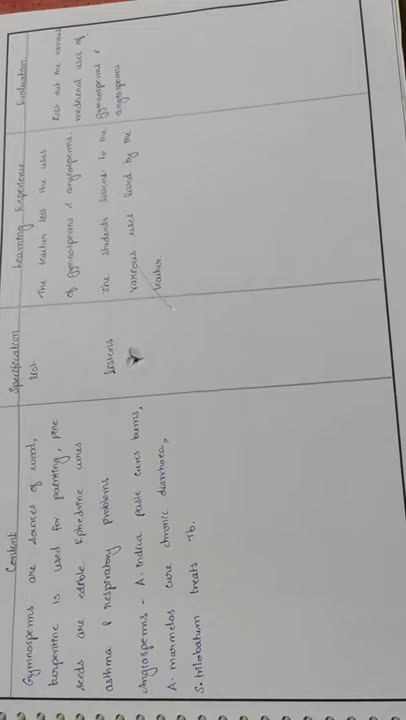 Content
Gymnosperms are sources of wood,
turpentine is used for painting, pine
seeds are edible. Ephedrine cures
asthma & respiratory problems
Angiosperms - A. indica paste cures burns,
A. marmelos cure chronic diarrhoea,
S. trilobatum treats Tb.
Specification
list
listens
Learning Experience
The teacher list the uses
of gymnosperms & angiosperms.
The students listens to the
various uses listed by the
teacher.
Evaluation
List out the various
medicinal uses of
gymnosperms &
angiosperms